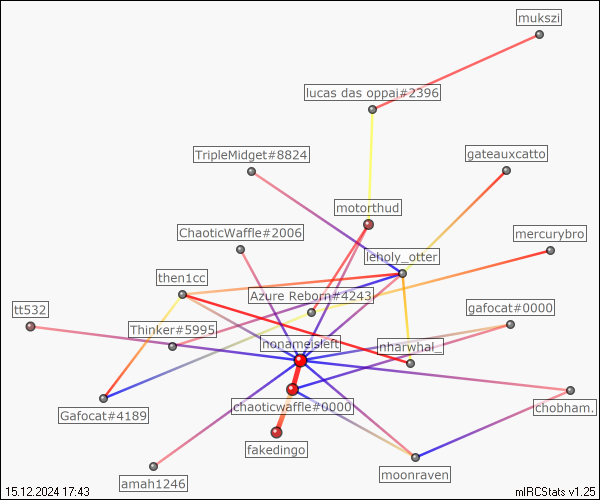 mukszi
lucas das oppai#2396
TripleMidget#8824
gateauxcatto
motorthud
ChaoticWaffle#2006
mercurybro
leholy_otter
then1cc
Azure Reborn#4243
tt532
gafocat#0000
Thinker#5995
nonameisleft
nharwhal_
chaoticwaffle#0000
chobham.
Gafocat#4189
fakedingo
moonraven
amah1246
15.12.2024 17:43
mIRCStats v1.25